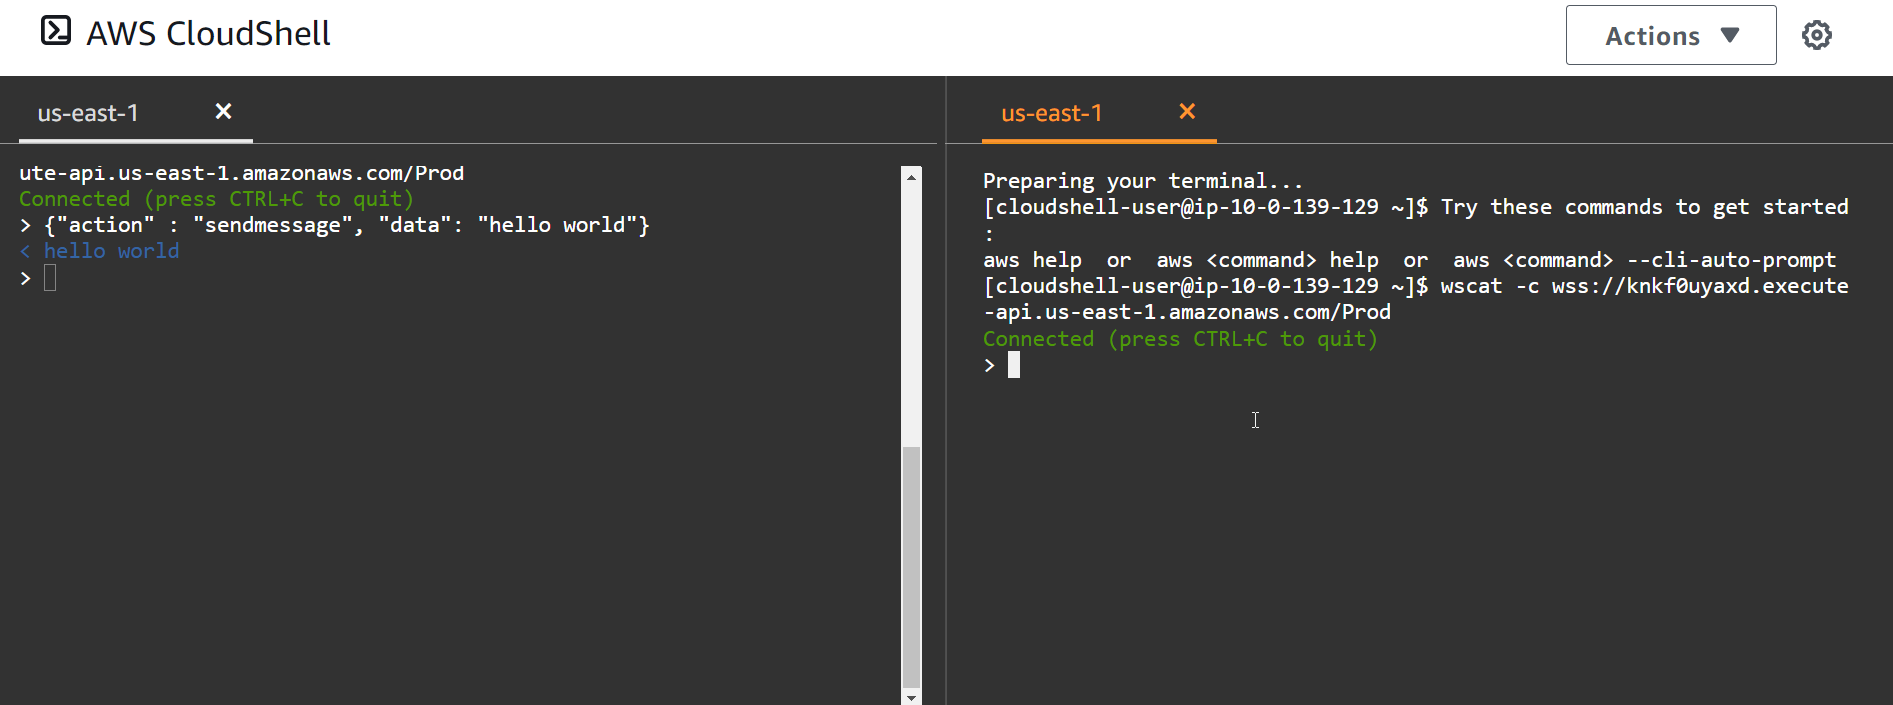 AWS CloudShell
Actions
us-east-1
ute-api.us-east-1.amazonaws.com/Prod
Connected (press CTRL+C to quit)
> {"action" : "sendmessage", "data": "hello world"}
< hello world
>
us-east-1
Preparing your terminal...
[cloudshell-user@ip-10-0-139-129 ~]$ Try these commands to get started
:
aws help  or  aws <command> help  or  aws <command> --cli-auto-prompt
[cloudshell-user@ip-10-0-139-129 ~]$ wscat -c wss://knkf0uyaxd.execute
-api.us-east-1.amazonaws.com/Prod
Connected (press CTRL+C to quit)
>